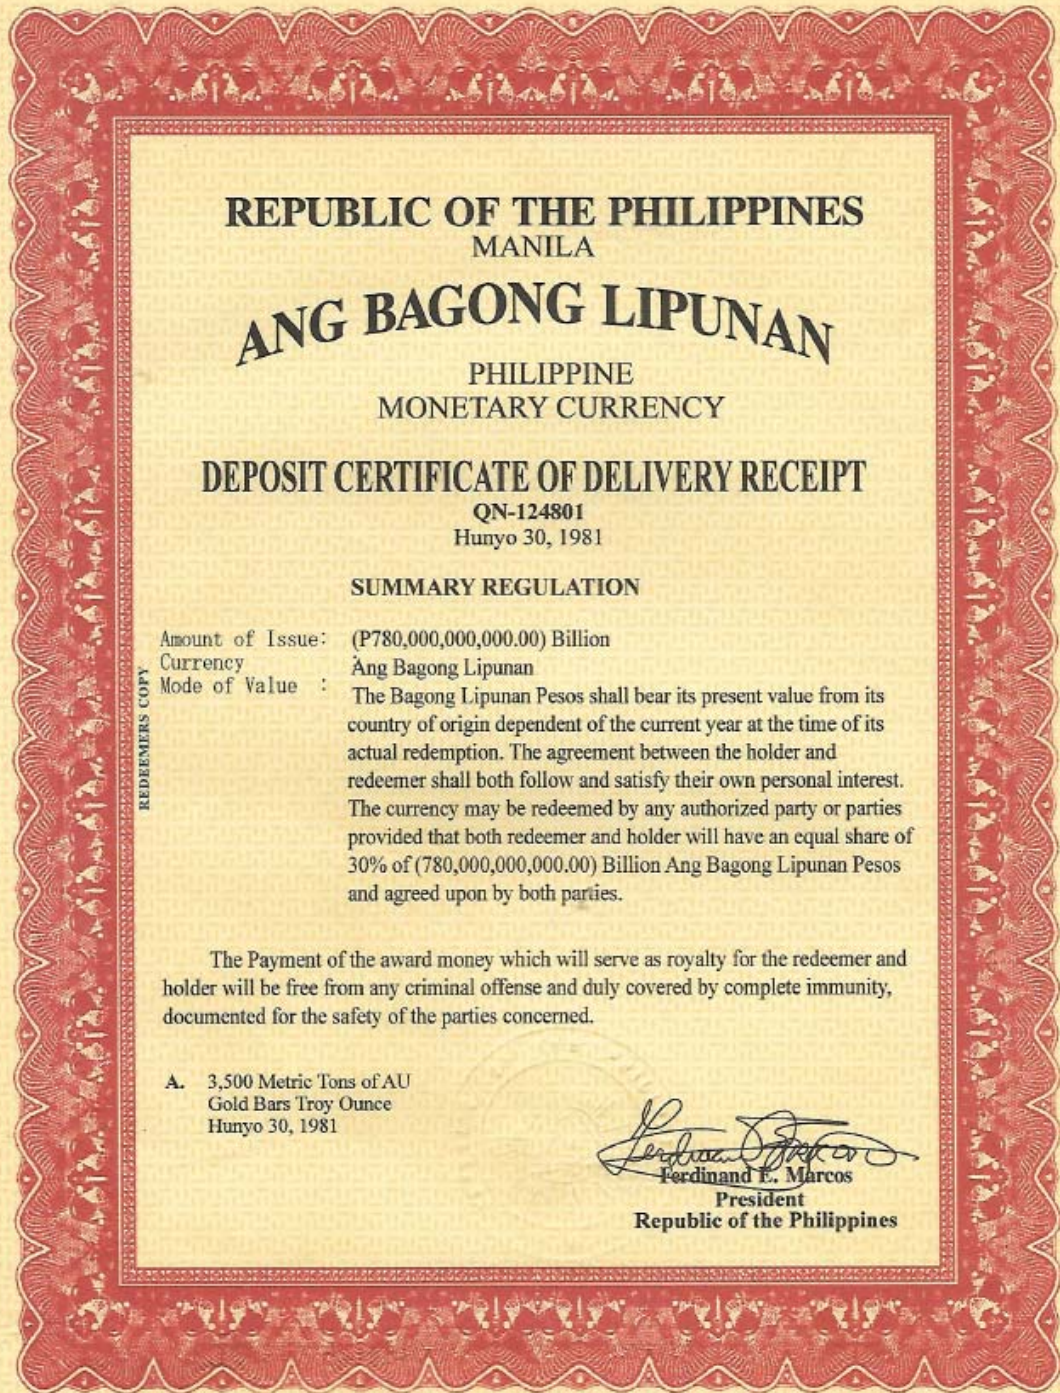 REPUBLIC OF THE PHILIPPINES
MANILA
ANG BAGONG LIPUNAN
PHILIPPINE
MONETARY CURRENCY
DEPOSIT CERTIFICATE OF DELIVERY RECEIPT
QN-124801
Hunyo 30, 1981
SUMMARY REGULATION
Amount of Issue: (P780,000,000,000.00) Billion
Currency Ang Bagong Lipunan
Mode of Value : The Bagong Lipunan Pesos shall bear its present value from its
country of origin dependent of the current year at the time of its
actual redemption. The agreement between the holder and
redeemer shall both follow and satisfy their own personal interest.
The currency may be redeemed by any authorized party or parties
provided that both redeemer and holder will have an equal share of
30% of (780,000,000,000.00) Billion Ang Bagong Lipunan Pesos
and agreed upon by both parties.
REDEEMERS COPY
The Payment of the award money which will serve as royalty for the redeemer and
holder will be free from any criminal offense and duly covered by complete immunity,
documented for the safety of the parties concerned.
A. 3,500 Metric Tons of AU
Gold Bars Troy Ounce
Hunyo 30, 1981
Ferdinand E. Marcos
President
Republic of the Philippines